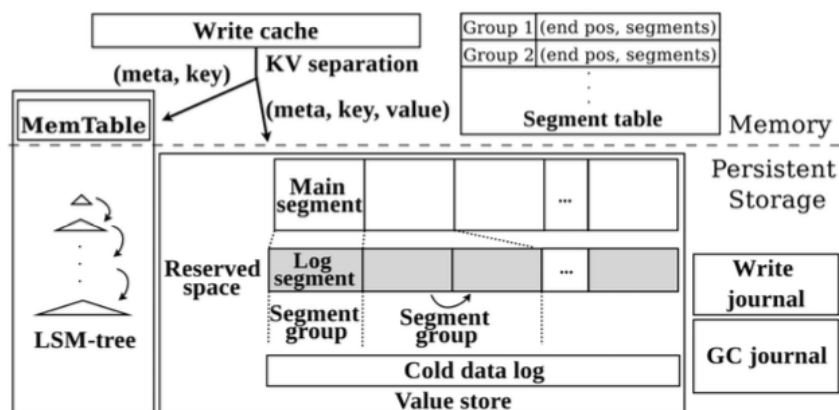 Write cache
KV separation
(meta, key)
(meta, key, value)
Group 1 (end pos, segments)
Group 2 (end pos, segments)
Segment table
Memory
MemTable
LSM-tree
Persistent
Storage
Main
segment
...
Reserved
space
Log
segment
...
Segment
group
Segment
group
Cold data log
Value store
Write
journal
GC journal